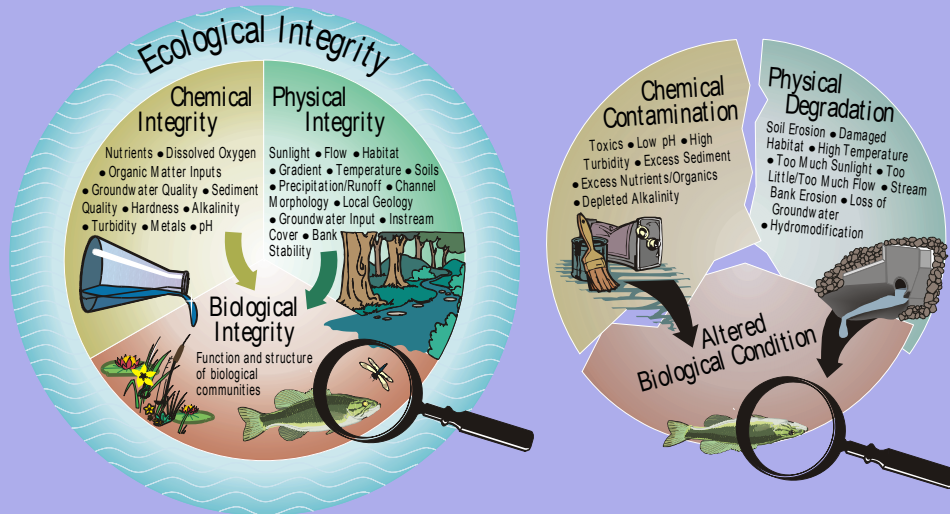 Ecological Integrity
Chemical
Integrity
Nutrients ● Dissolved Oxygen
● Organic Matter Inputs
● Groundwater Quality ● Sediment
Quality ● Hardness ● Alkalinity
● Turbidity ● Metals ● pH
Physical
Integrity
Sunlight ● Flow ● Habitat
● Gradient ● Temperature ● Soils
● Precipitation/Runoff ● Channel
Morphology ● Local Geology
● Groundwater Input ● Instream
Cover ● Bank
Stability
Biological
Integrity
Function and structure
of biological
communities
Chemical
Contamination
Toxics ● Low pH ● High
Turbidity ● Excess Sediment
● Excess Nutrients/Organics
● Depleted Alkalinity
Physical
Degradation
Soil Erosion ● Damaged
Habitat ● High Temperature
● Too Much Sunlight ● Too
Little/Too Much Flow ● Stream
Bank Erosion ● Loss of
Groundwater
● Hydromodification
Altered
Biological Condition